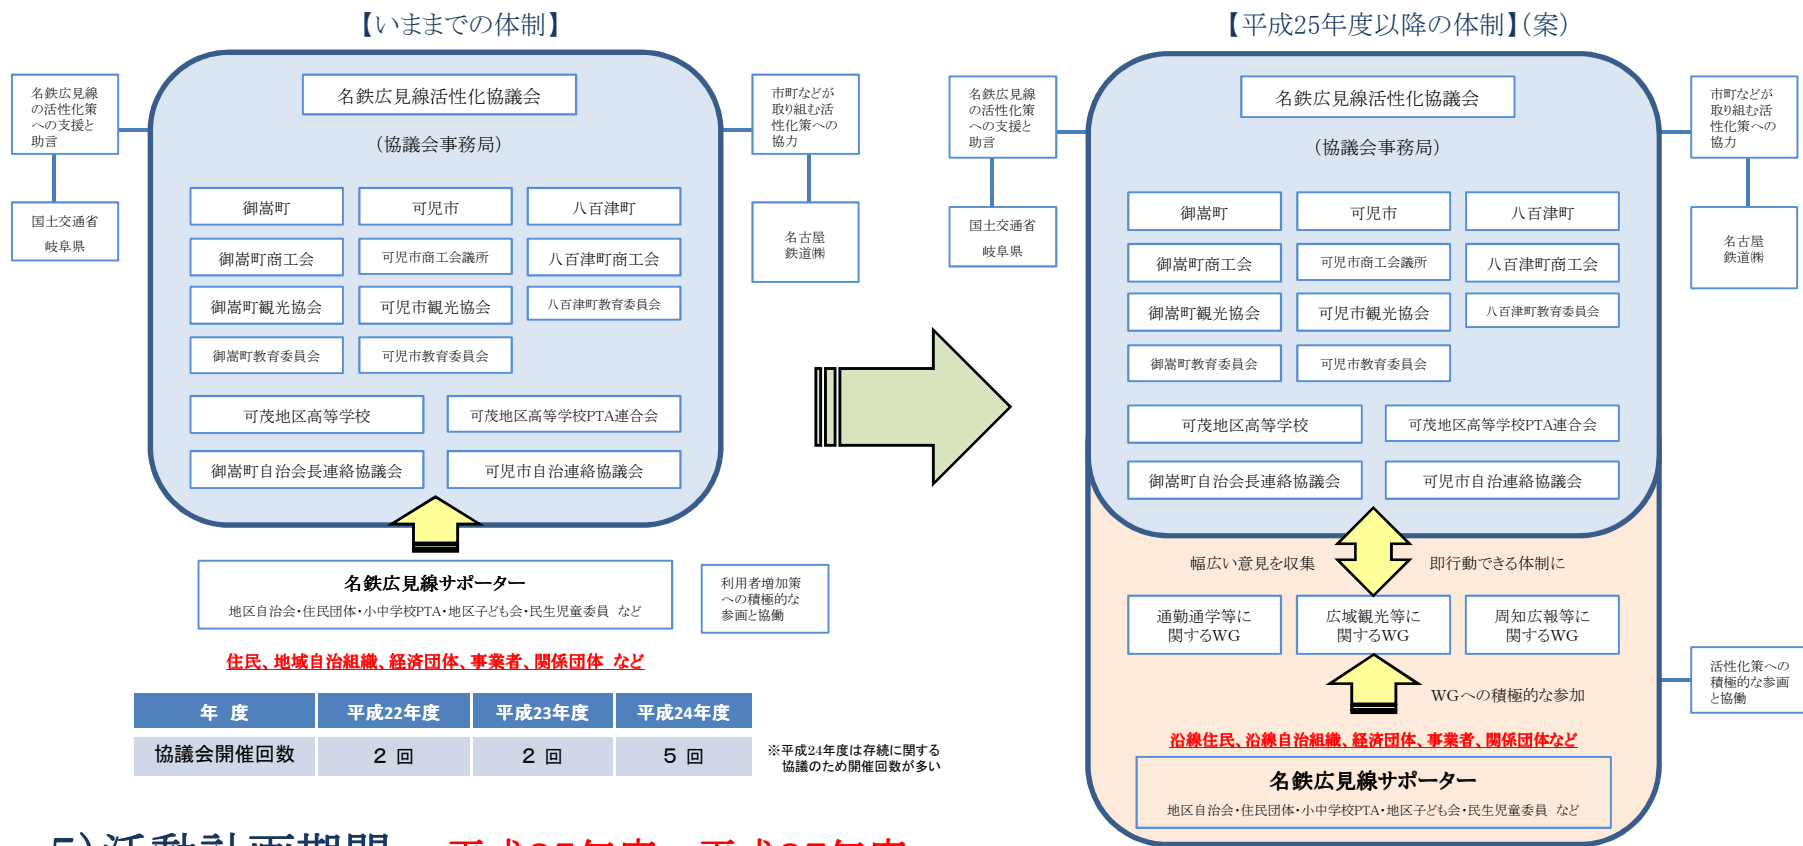 【いままでの体制】
名鉄広見線
の活性化策
への支援と
助言
国土交通省
岐阜県
名鉄広見線活性化協議会
(協議会事務局)
御嵩町
可児市
八百津町
御嵩町商工会
可児市商工会議所
八百津町商工会
御嵩町観光協会
可児市観光協会
八百津町教育委員会
御嵩町教育委員会
可児市教育委員会
可茂地区高等学校
可茂地区高等学校PTA連合会
御嵩町自治会長連絡協議会
可児市自治連絡協議会
市町などが
取り組む活
性化策への
協力
名古屋
鉄道㈱
名鉄広見線サポーター
地区自治会・住民団体・小中学校PTA・地区子ども会・民生児童委員 など
利用者増加策
への積極的な
参画と協働
住民、地域自治組織、経済団体、事業者、関係団体 など
年 度 平成22年度 平成23年度 平成24年度
協議会開催回数 2 回 2 回 5 回
※平成24年度は存続に関する
協議のため開催回数が多い
【平成25年度以降の体制】(案)
名鉄広見線
の活性化策
への支援と
助言
国土交通省
岐阜県
名鉄広見線活性化協議会
(協議会事務局)
御嵩町
可児市
八百津町
御嵩町商工会
可児市商工会議所
八百津町商工会
御嵩町観光協会
可児市観光協会
八百津町教育委員会
御嵩町教育委員会
可児市教育委員会
可茂地区高等学校
可茂地区高等学校PTA連合会
御嵩町自治会長連絡協議会
可児市自治連絡協議会
市町などが
取り組む活
性化策への
協力
名古屋
鉄道㈱
幅広い意見を収集
即行動できる体制に
通勤通学等に
関するWG
広域観光等に
関するWG
周知広報等に
関するWG
WGへの積極的な参加
活性化策への
積極的な参画
と協働
沿線住民、沿線自治組織、経済団体、事業者、関係団体など
名鉄広見線サポーター
地区自治会・住民団体・小中学校PTA・地区子ども会・民生児童委員 など
5)活動計画期間